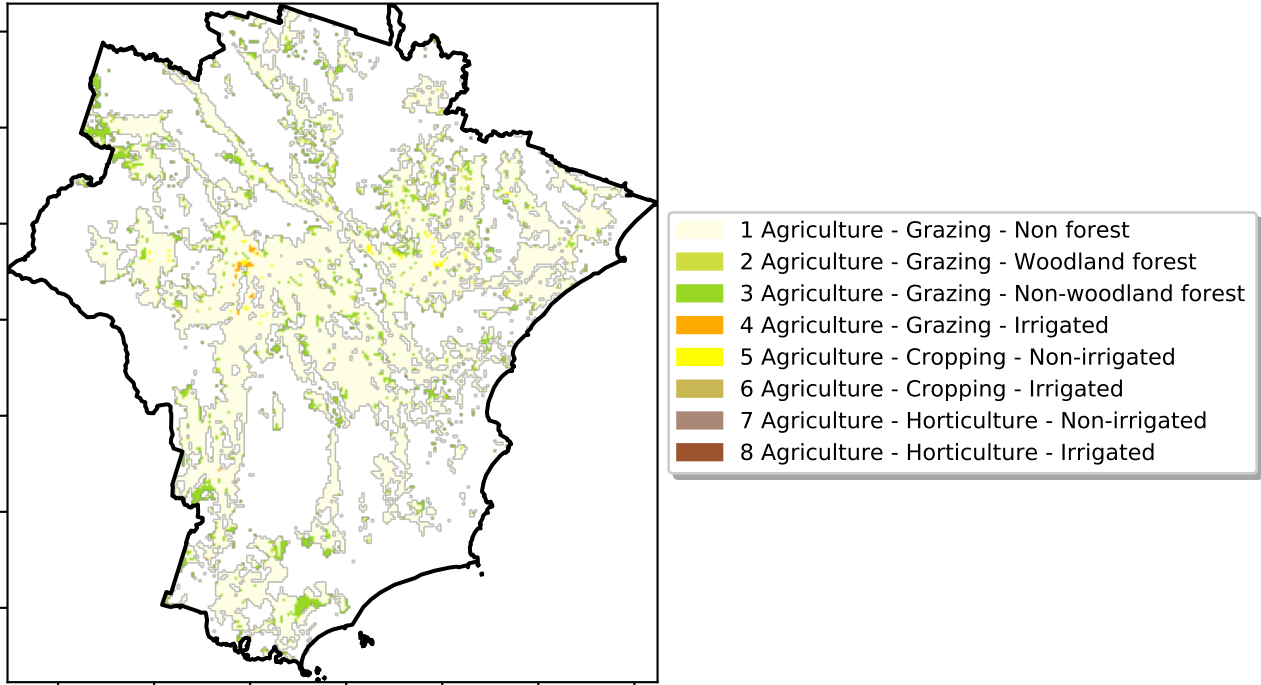 1 Agriculture - Grazing - Non forest
2 Agriculture - Grazing - Woodland forest
3 Agriculture - Grazing - Non-woodland forest
4 Agriculture - Grazing - Irrigated
5 Agriculture - Cropping - Non-irrigated
6 Agriculture - Cropping - Irrigated
7 Agriculture - Horticulture - Non-irrigated
8 Agriculture - Horticulture - Irrigated